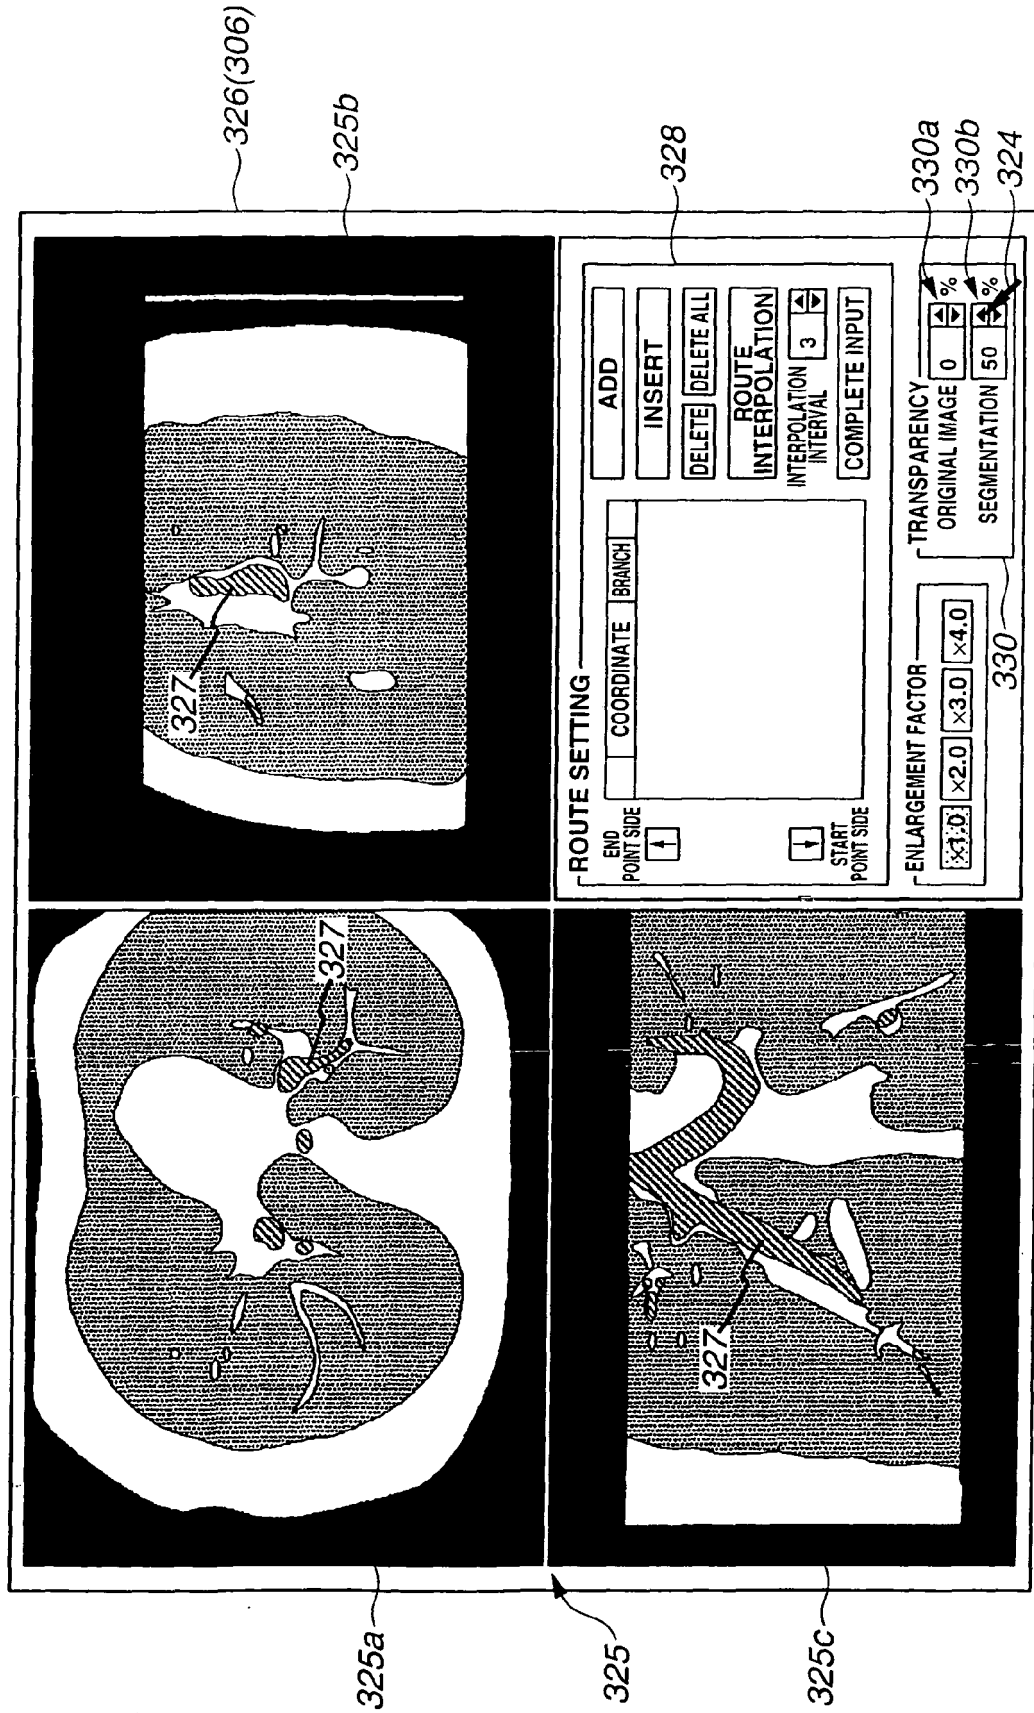 326(306)
325b
325a
327
327
325
325c
327
ROUTE SETTING
328
END
POINT SIDE
START
POINT SIDE
COORDINATE
BRANCH
ADD
INSERT
DELETE
DELETE ALL
ROUTE
INTERPOLATION
INTERPOLATION
INTERVAL
3
COMPLETE INPUT
ENLARGEMENT FACTOR
×1.0
×2.0
×3.0
×4.0
TRANSPARENCY
ORIGINAL IMAGE
0
%
SEGMENTATION
50
%
330
330a
330b
324